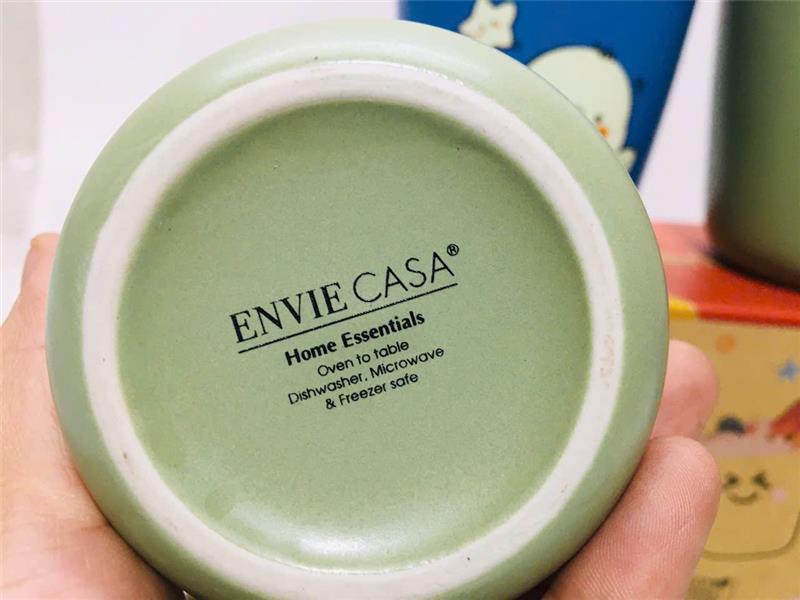 ENVIE CASA®
Home Essentials
Oven to table
Dishwasher, Microwave
& Freezer safe